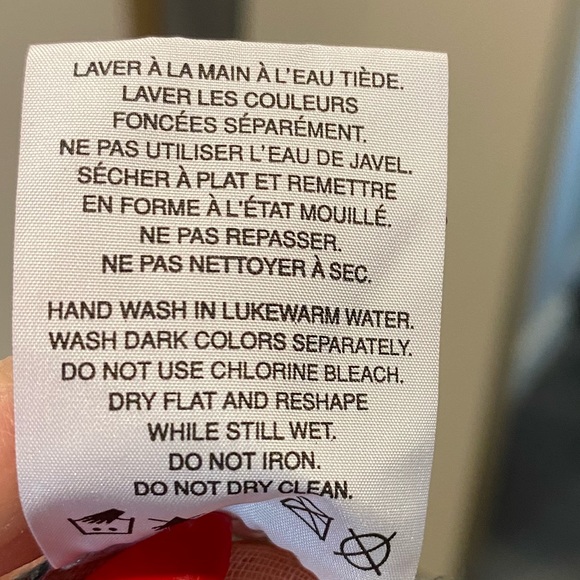 LAVER À LA MAIN À L'EAU TIÈDE.
LAVER LES COULEURS
FONCÉES SÉPARÉMENT.
NE PAS UTILISER L'EAU DE JAVEL.
SÉCHER À PLAT ET REMETTRE
EN FORME À L'ÉTAT MOUILLÉ.
NE PAS REPASSER.
NE PAS NETTOYER À SEC.
HAND WASH IN LUKEWARM WATER.
WASH DARK COLORS SEPARATELY.
DO NOT USE CHLORINE BLEACH.
DRY FLAT AND RESHAPE
WHILE STILL WET.
DO NOT IRON.
DO NOT DRY CLEAN.